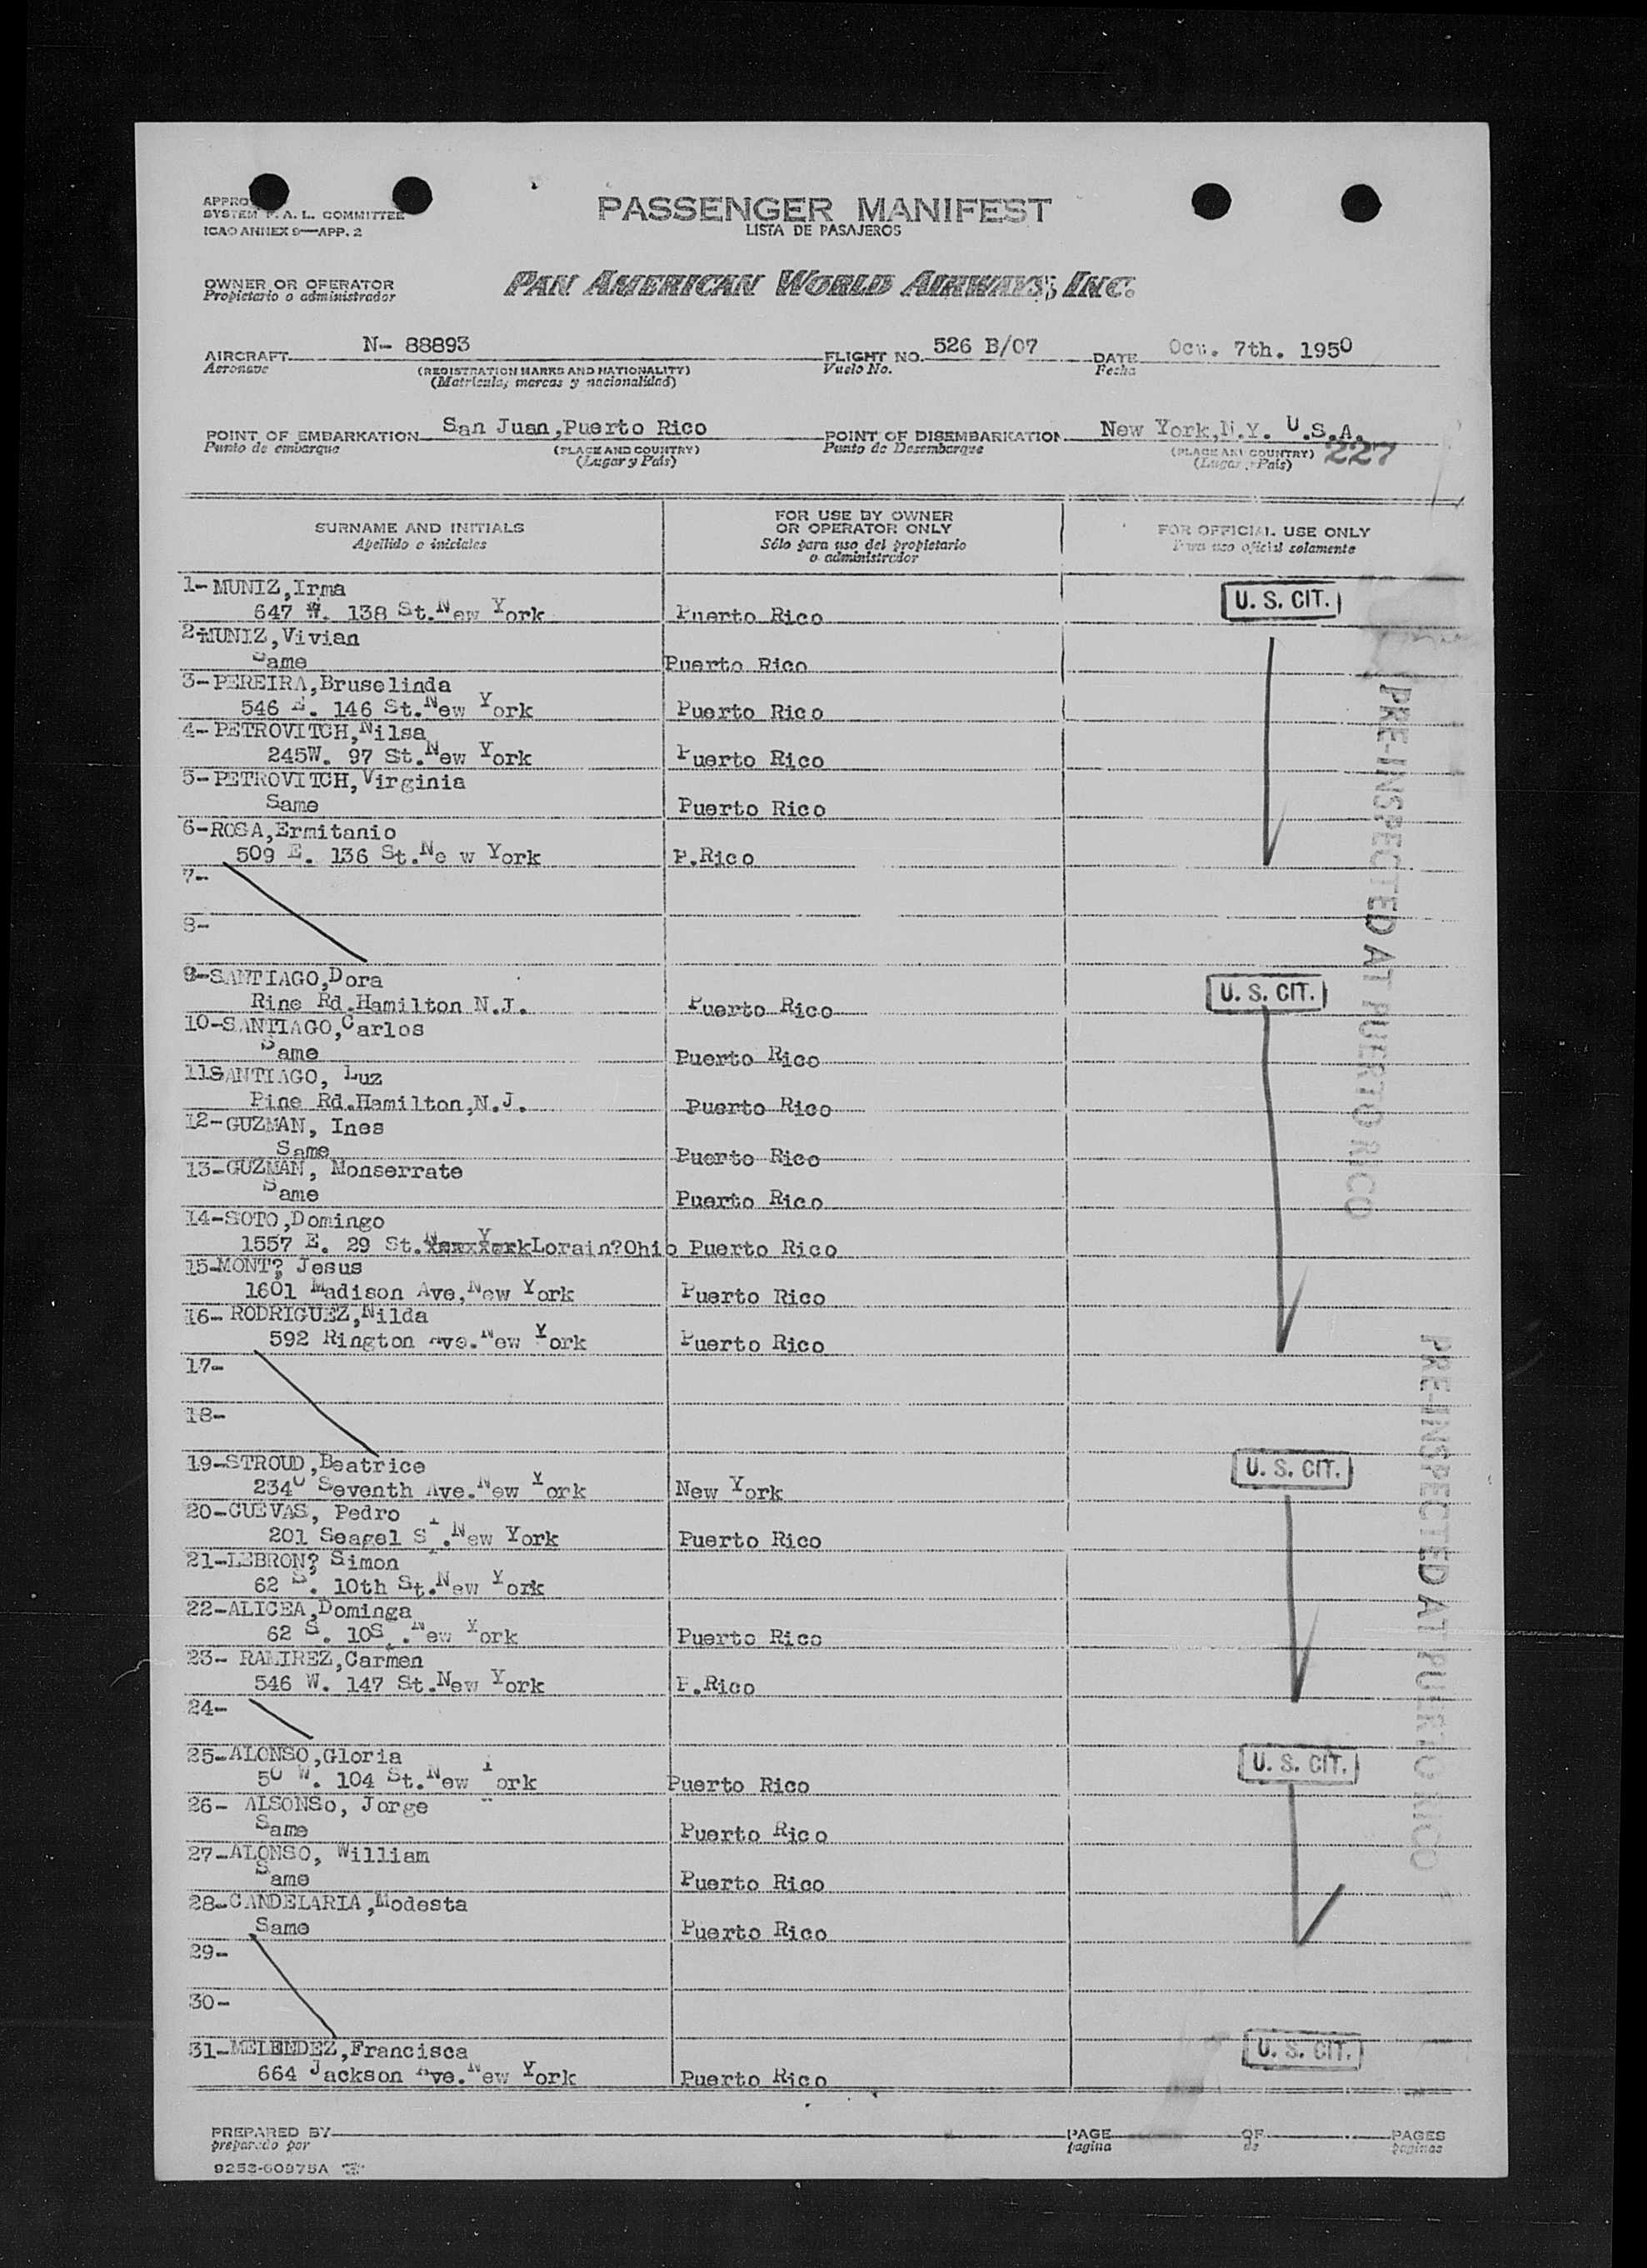 APPRO
SYSTEM F. A. L. COMMITTEE
ICAO ANNEX 9—APP. 2
PASSENGER MANIFEST
LISTA DE PASAJEROS
OWNER OR OPERATOR
Propietario o administrador
PAN AMERICAN WORLD AIRWAYS, INC.
AIRCRAFT N- 88893 FLIGHT NO. 526 B/07 DATE Oct. 7th. 1950
Aeronave (REGISTRATION MARKS AND NATIONALITY) Vuelo No. Fecha
(Matrícula, marcas y nacionalidad)
POINT OF EMBARKATION San Juan,Puerto Rico POINT OF DISEMBARKATION New York,N.Y. U.S.A.
Punto de embarque (PLACE AND COUNTRY) Punto de Desembarque (PLACE AND COUNTRY) 227
(Lugar y País) (Lugar y País)
SURNAME AND INITIALS
Apellido e iniciales
FOR USE BY OWNER
OR OPERATOR ONLY
Sólo para uso del propietario
o administrador
FOR OFFICIAL USE ONLY
Para uso oficial solamente
1- MUNIZ,Irma U. S. CIT.
647 W. 138 St.New York Puerto Rico
2-MUNIZ,Vivian
Same Puerto Rico
3-PEREIRA,Bruselinda
546 E. 146 St.New York Puerto Rico
4-PETROVITCH,Nilsa
245W. 97 St.New York Puerto Rico
5-PETROVITCH,Virginia
Same Puerto Rico
6-ROSA,Ermitanio
509 E. 136 St.Ne w York P.Rico
7-
8-
PRE-INSPECTED AT PUERTO RICO
9-SANTIAGO,Dora U. S. CIT.
Rine Rd.Hamilton N.J. Puerto Rico
10-SANTIAGO,Carlos
Same Puerto Rico
11SANTIAGO, Luz
Pine Rd.Hamilton,N.J. Puerto Rico
12-GUZMAN, Ines
Same Puerto Rico
13-GUZMAN, Monserrate
Same Puerto Rico
14-SOTO,Domingo
1557 E. 29 St. Lorain?Ohio Puerto Rico
15-MONT? Jesus
1601 Madison Ave,New York Puerto Rico
16- RODRIGUEZ,Nilda
592 Rington Ave.New York Puerto Rico
17-
18-
PRE-INSPECTED AT PUERTO RICO
19-STROUD,Beatrice U. S. CIT.
2340 Seventh Ave.New York New York
20-CUEVAS, Pedro
201 Seagel St.New York Puerto Rico
21-LEBRON? Simon
62 S. 10th St.New York
22-ALICEA,Dominga
62 S. 10St.New York Puerto Rico
23- RAMIREZ,Carmen
546 W. 147 St.New York P.Rico
24-
25-ALONSO,Gloria U. S. CIT.
50 W. 104 St.New York Puerto Rico
26- ALSONSo, Jorge
Same Puerto Rico
27-ALONSO, William
Same Puerto Rico
28-CANDELARIA,Modesta
Same Puerto Rico
29-
30-
31-MELENDEZ,Francisca U. S. CIT.
664 Jackson Ave.New York Puerto Rico
PREPARED BY PAGE OF PAGES
preparado por página de paginas
9253-60975A